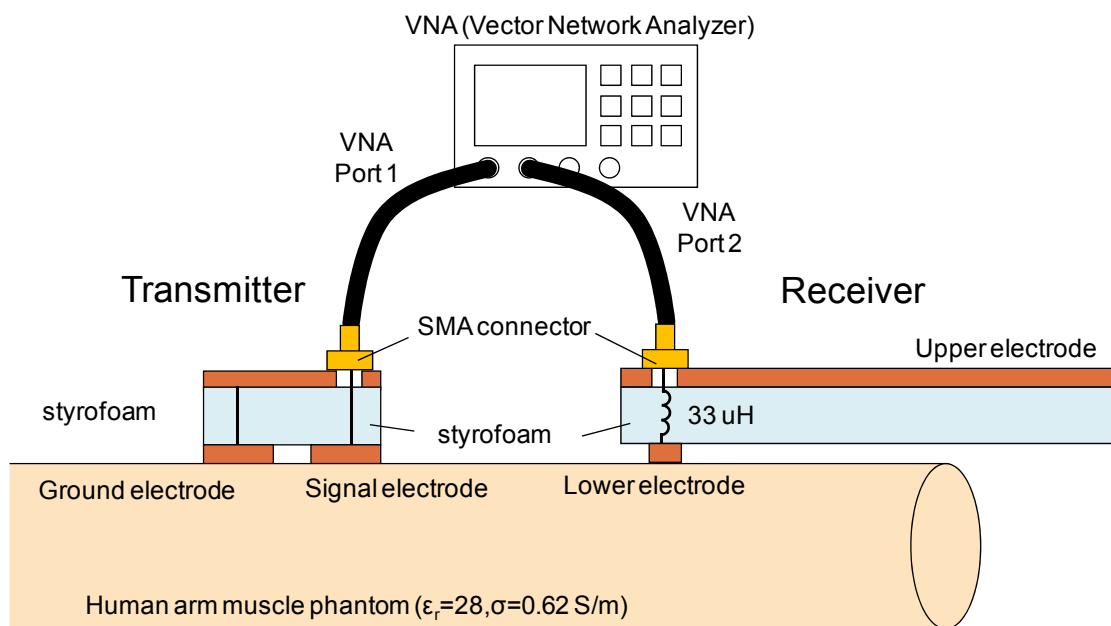 VNA (Vector Network Analyzer)
VNA
Port 1
VNA
Port 2
Transmitter
Receiver
SMA connector
Upper electrode
styrofoam
styrofoam
33 uH
Ground electrode
Signal electrode
Lower electrode
Human arm muscle phantom (εr=28,σ=0.62 S/m)